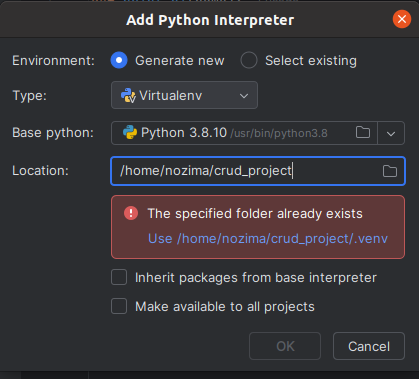 Add Python Interpreter
Environment: Generate new Select existing
Type: Virtualenv
Base python: Python 3.8.10 /usr/bin/python3.8
Location: /home/nozima/crud_project
The specified folder already exists
Use /home/nozima/crud_project/.venv
Inherit packages from base interpreter
Make available to all projects
OK Cancel